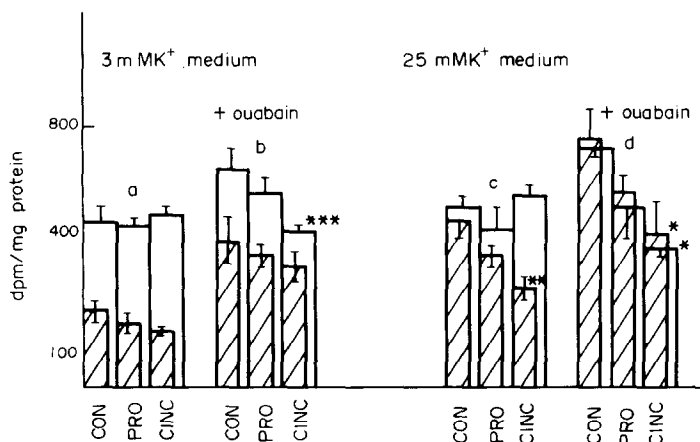 3 mMK⁺ medium
25 mMK⁺ medium
+ ouabain
+ ouabain
800
400
100
dpm/mg protein
a
b
c
d
***
**
*
*
CON
PRO
CINC
CON
PRO
CINC
CON
PRO
CINC
CON
PRO
CINC